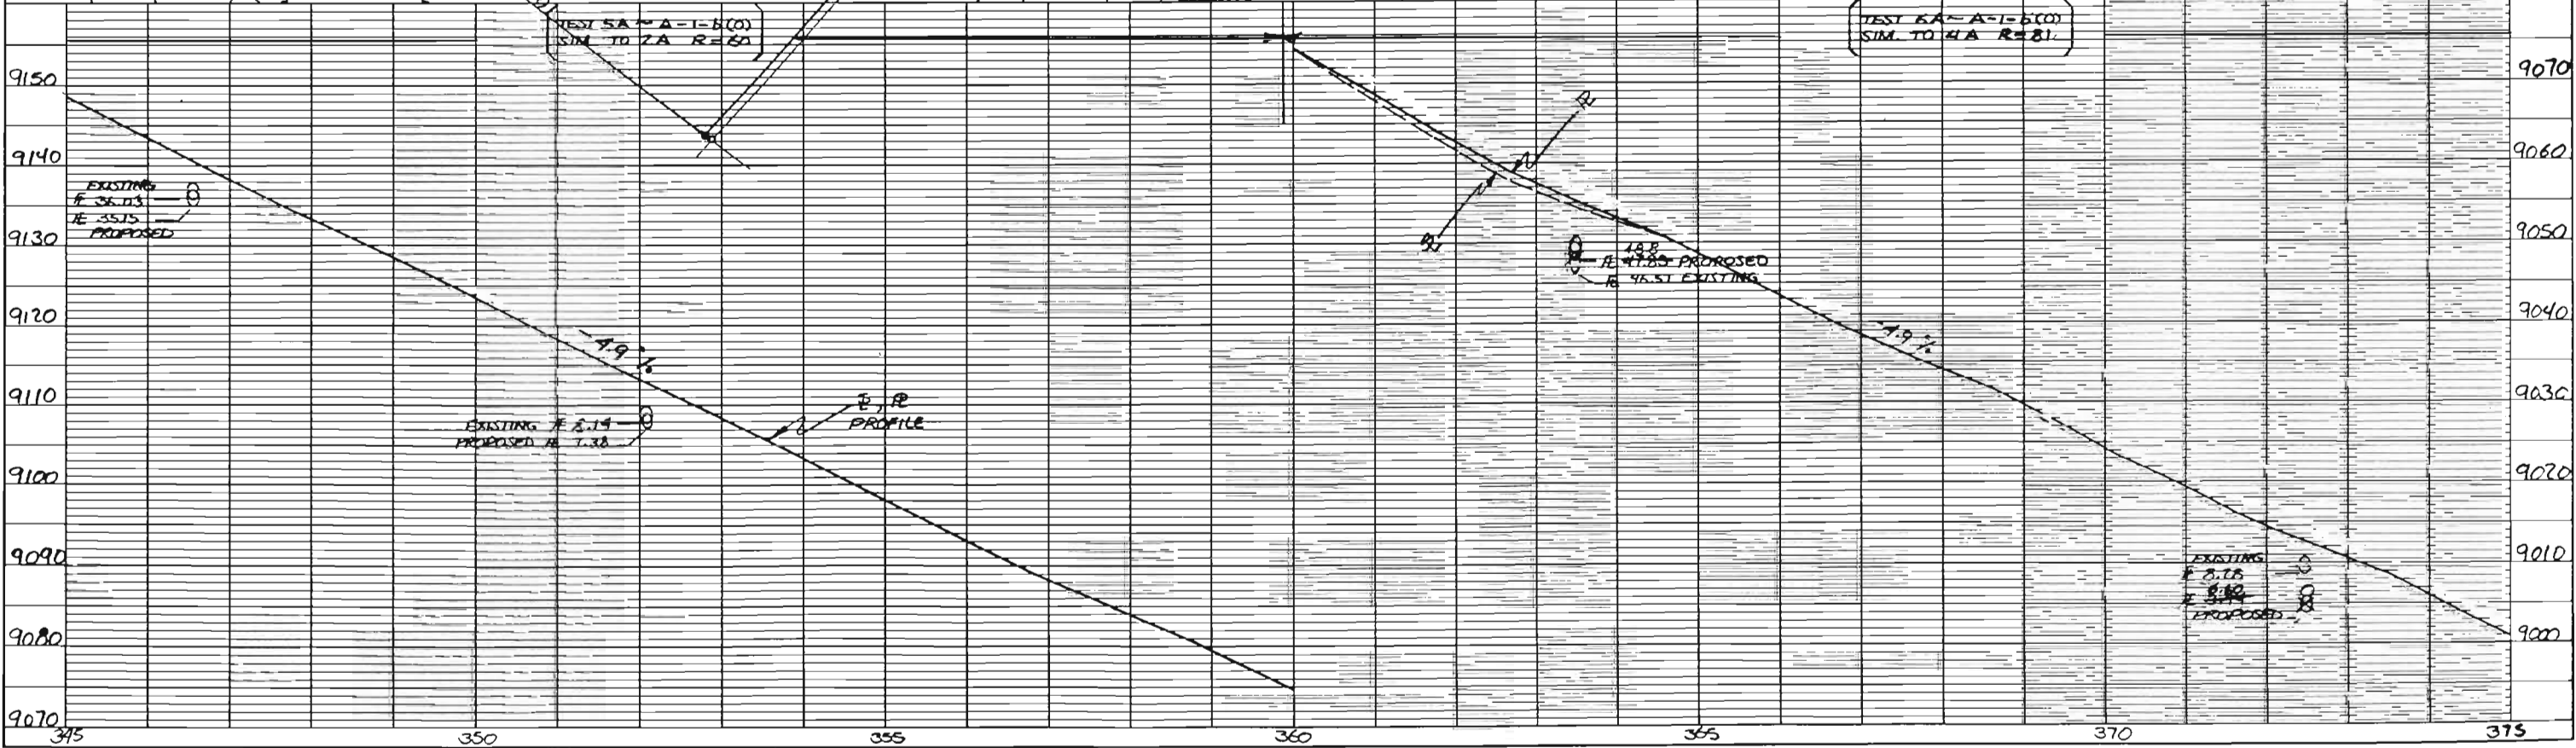 TEST 5A ~ A-1-b(0)
SIM. TO 2A R=60
TEST 6A ~ A-1-b(0)
SIM. TO 4A R=81
9150
9140
9130
9120
9110
9100
9090
9080
9070
9070
9060
9050
9040
9030
9020
9010
9000
EXISTING
36.03
35.15
PROPOSED
-4.9%
EXISTING 8.14
PROPOSED 7.38
PROFILE
48.8
47.85 PROPOSED
46.51 EXISTING
-4.9%
EXISTING
PROPOSED
345
350
355
360
365
370
375